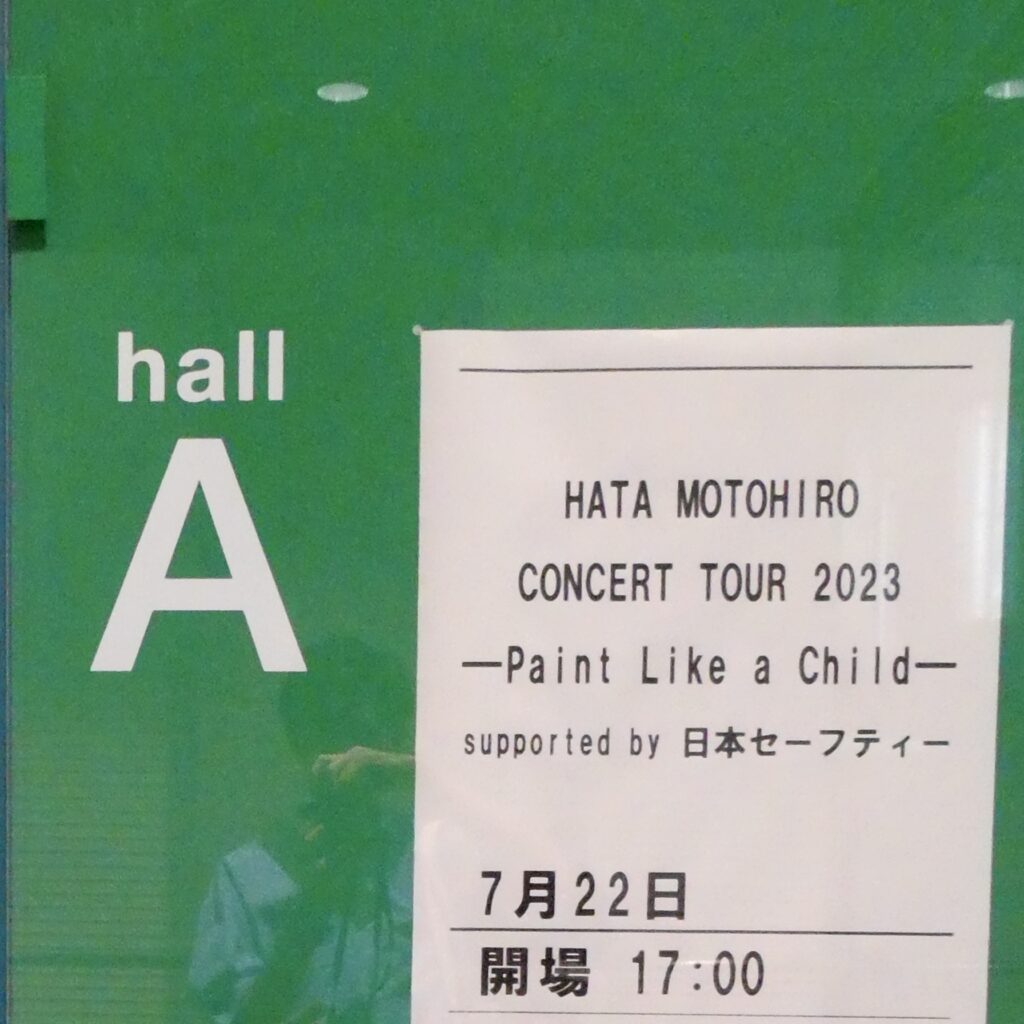 hall
A
HATA MOTOHIRO
CONCERT TOUR 2023
―Paint Like a Child―
supported by 日本セーフティー
7月22日
開場 17:00